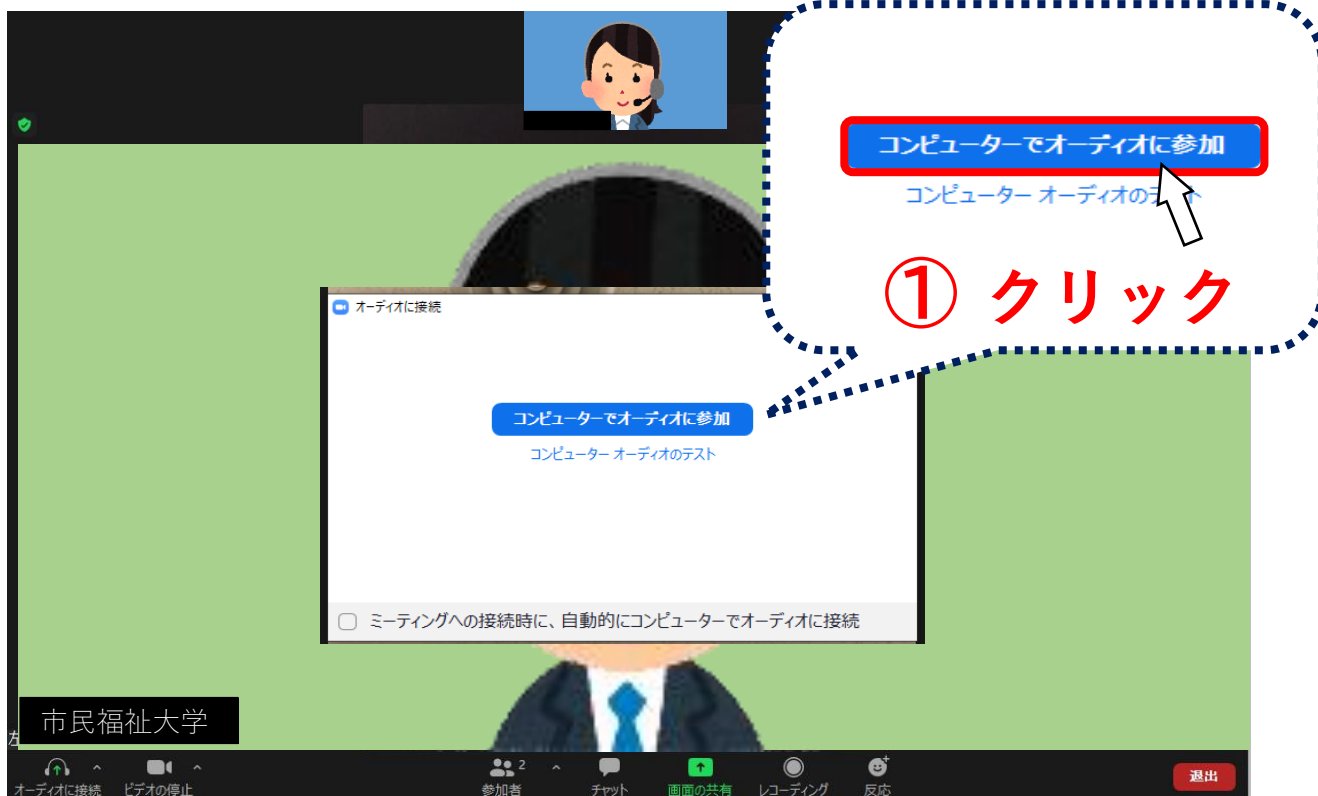 コンピューターでオーディオに参加
コンピューター オーディオのテスト
① クリック
オーディオに接続
コンピューターでオーディオに参加
コンピューター オーディオのテスト
ミーティングへの接続時に、自動的にコンピューターでオーディオに接続
市民福祉大学
左
オーディオに接続 ビデオの停止 参加者 2 チャット 画面の共有 レコーディング 反応 退出